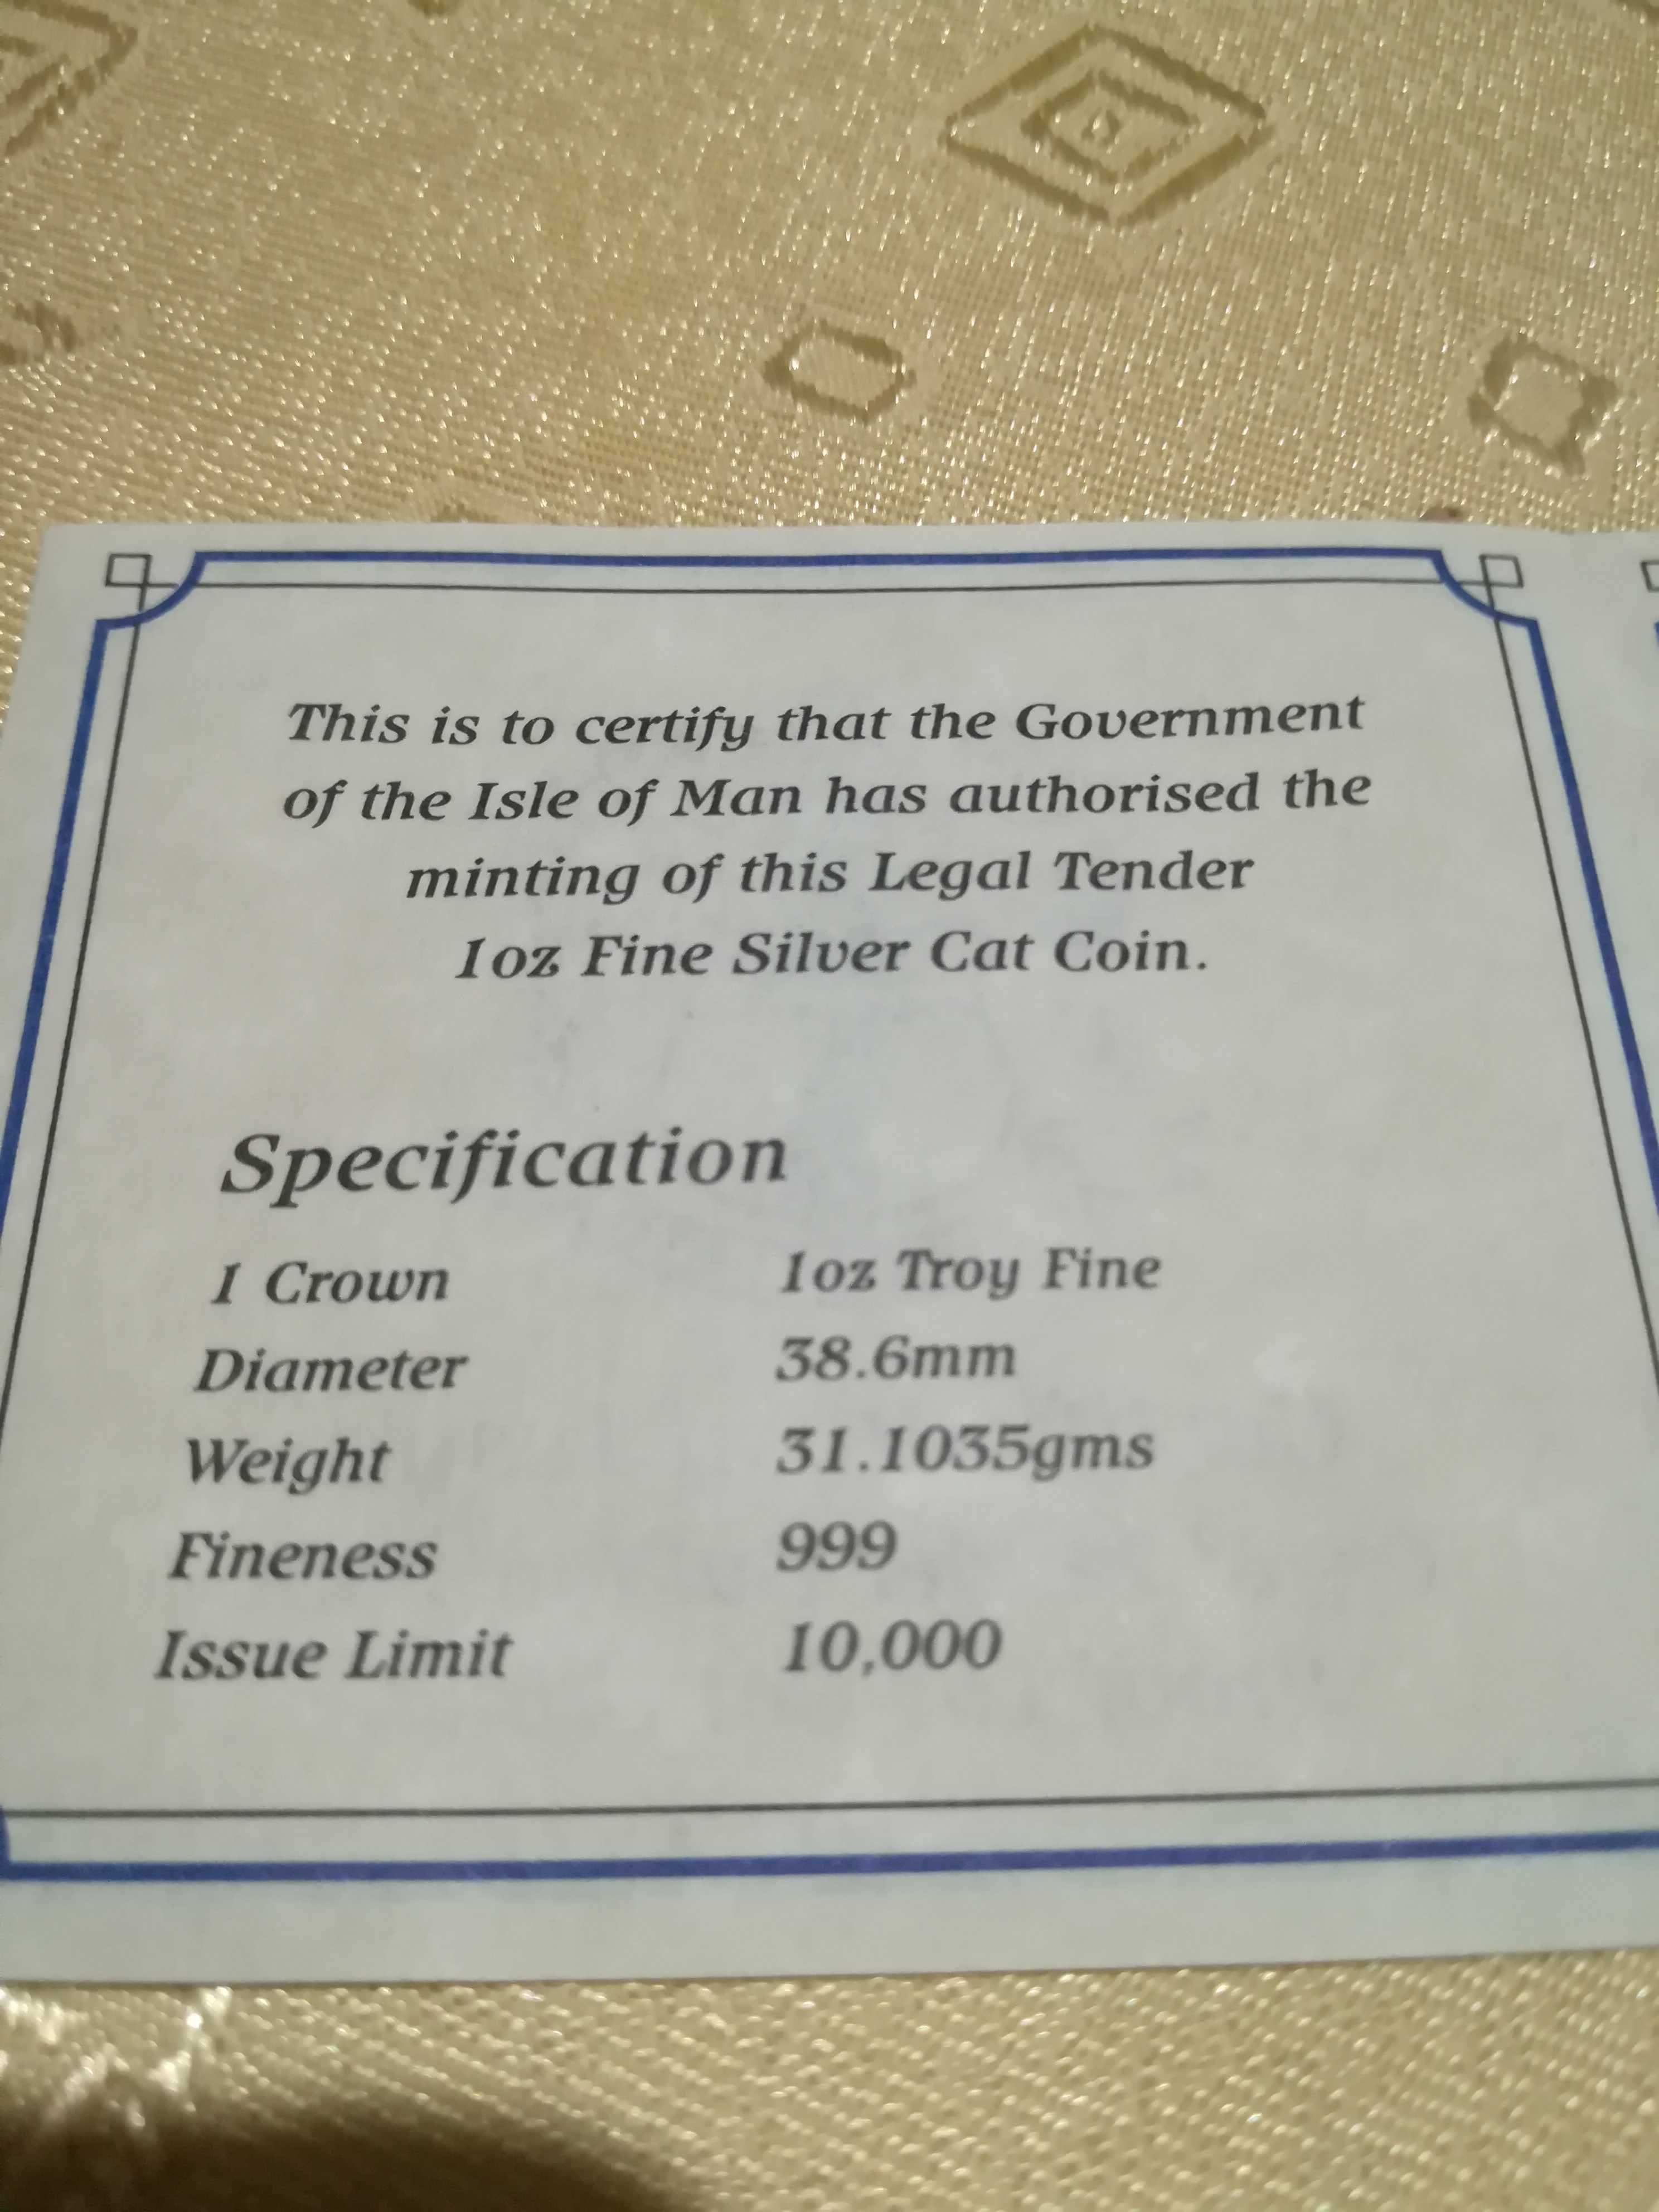 This is to certify that the Government
of the Isle of Man has authorised the
minting of this Legal Tender
1oz Fine Silver Cat Coin.
Specification
1 Crown 1oz Troy Fine
Diameter 38.6mm
Weight 31.1035gms
Fineness 999
Issue Limit 10,000